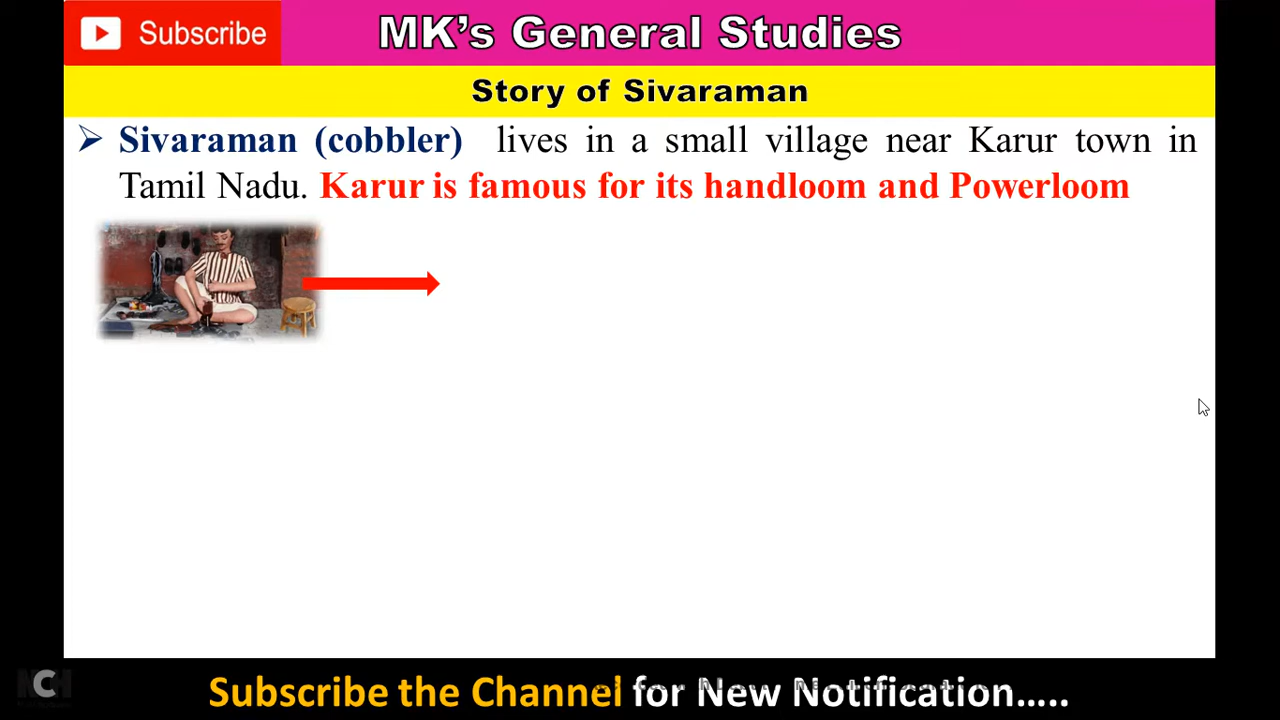 Subscribe
MK's General Studies
Story of Sivaraman
➢ Sivaraman (cobbler) lives in a small village near Karur town in
Tamil Nadu. Karur is famous for its handloom and Powerloom
Subscribe the Channel for New Notification.....